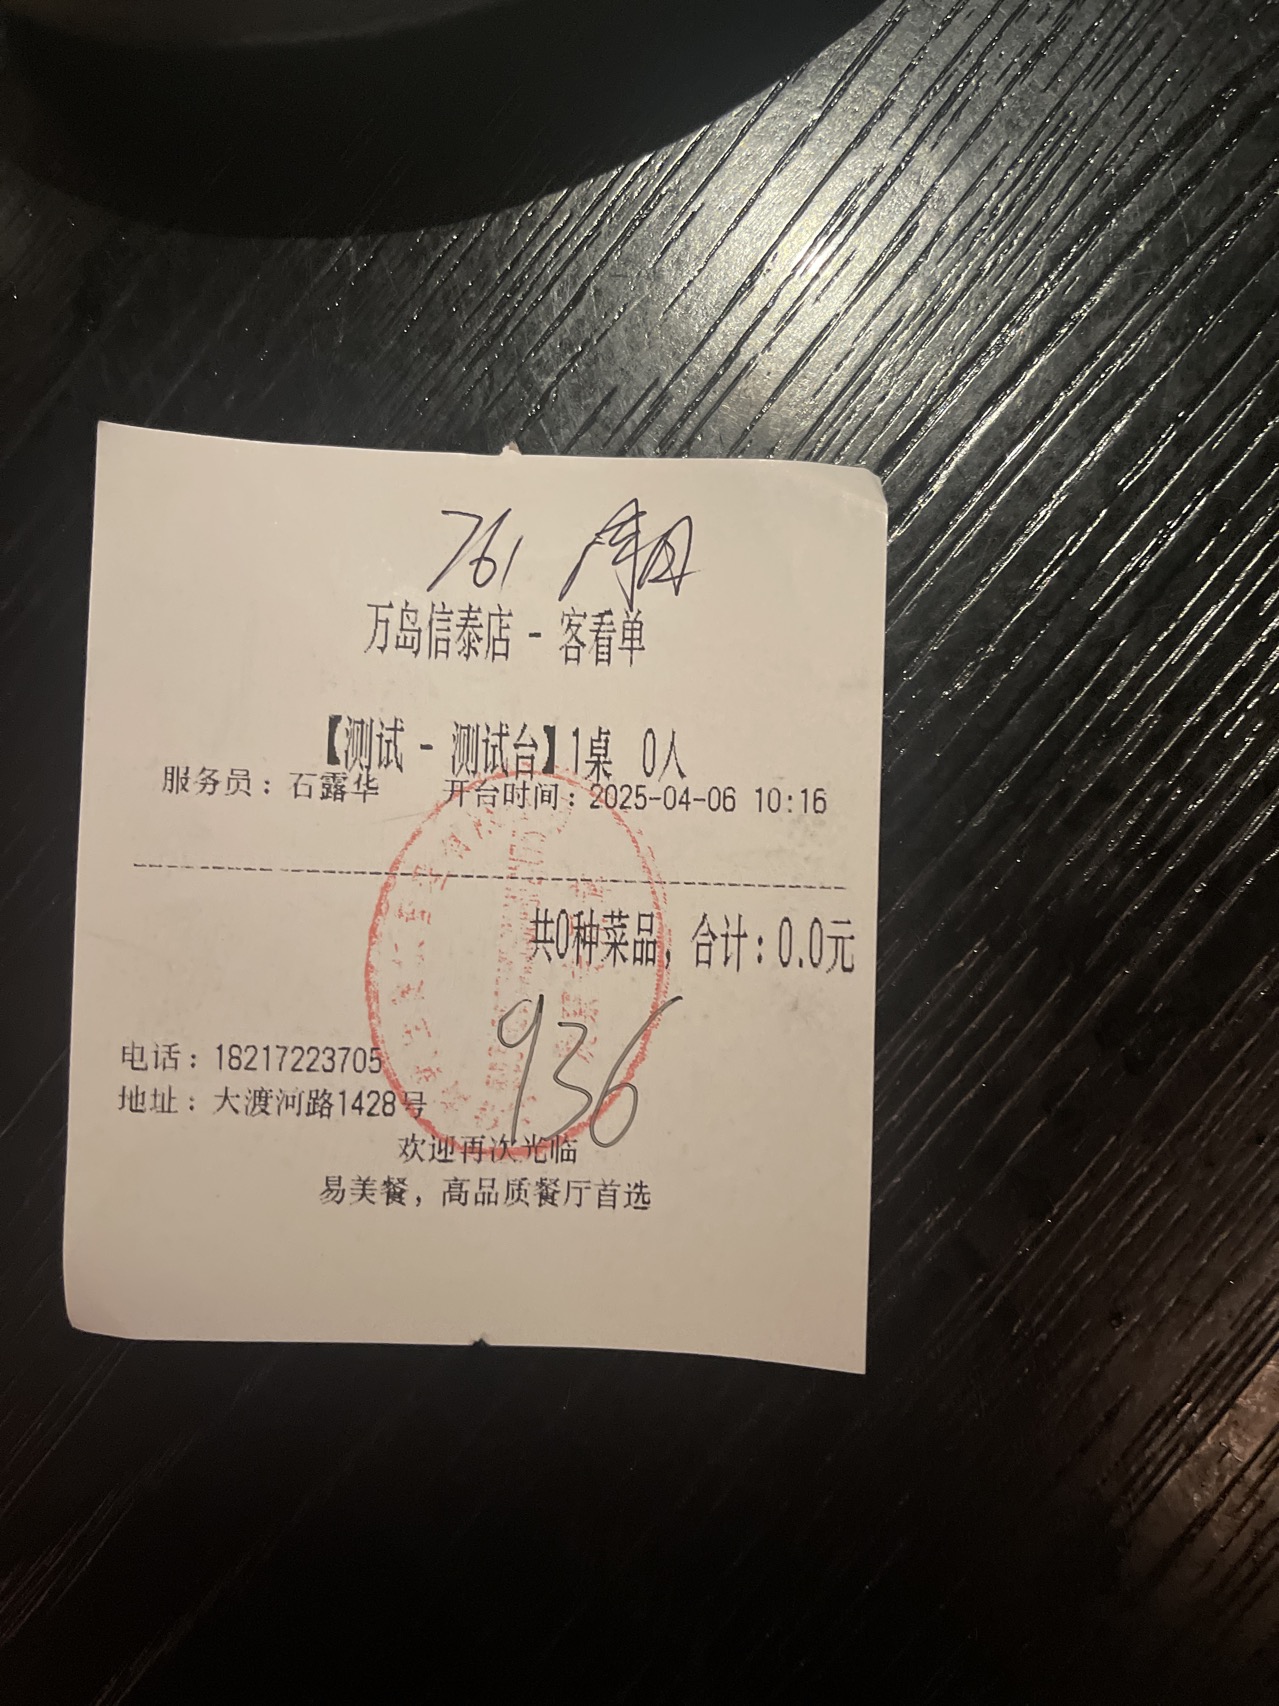 761
万岛信泰店 - 客看单
【测试 - 测试台】1桌 0人
服务员：石露华 开台时间：2025-04-06 10:16
共0种菜品，合计：0.0元
936
电话：18217223705
地址：大渡河路1428号
欢迎再次光临
易美餐，高品质餐厅首选